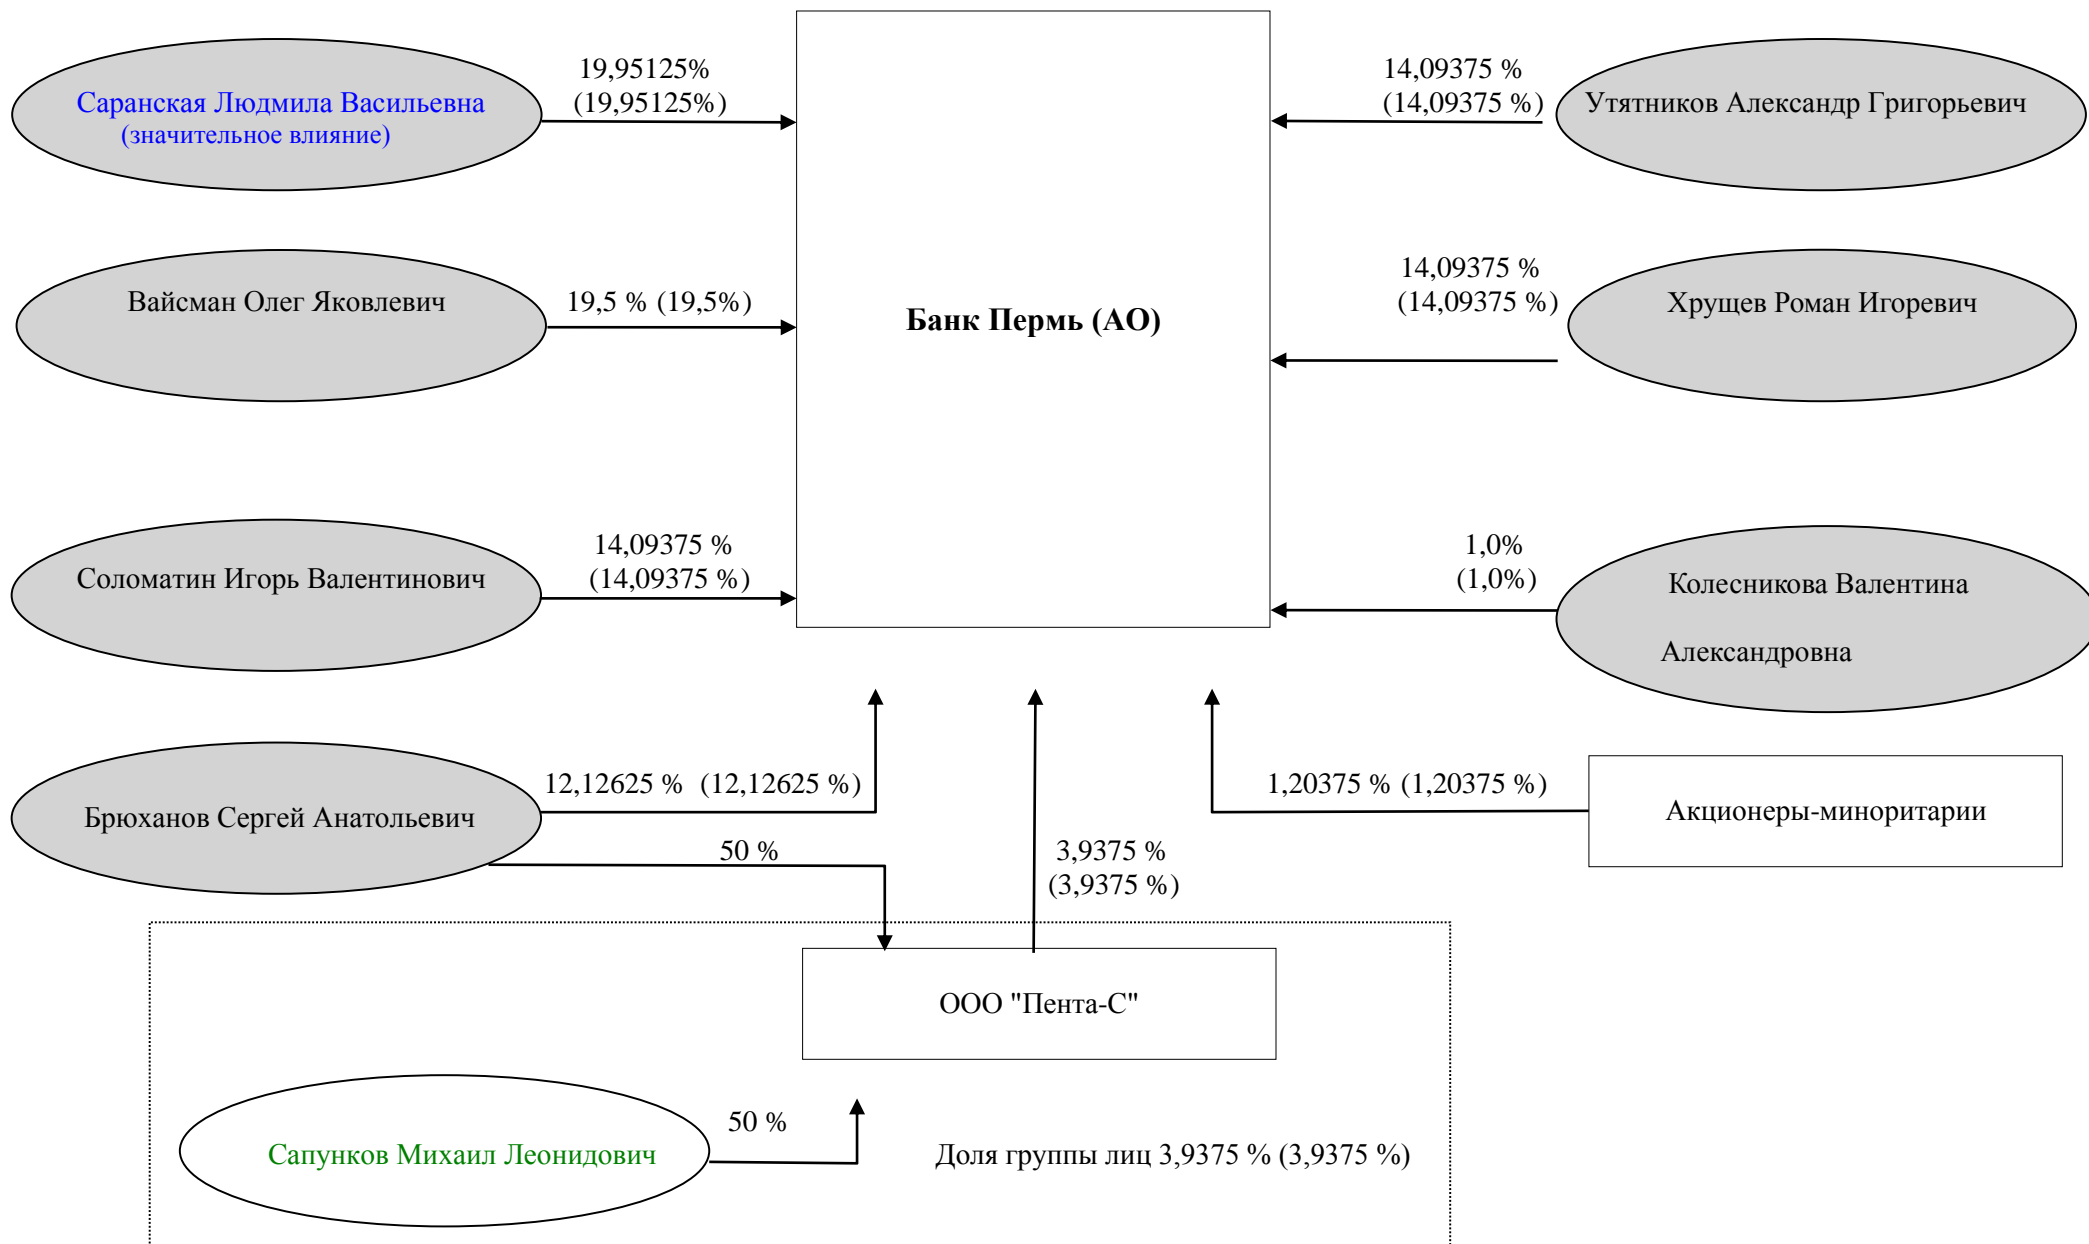 19,95125%
(19,95125%)
Саранская Людмила Васильевна
(значительное влияние)
14,09375 %
(14,09375 %)
Утятников Александр Григорьевич
Вайсман Олег Яковлевич
19,5 % (19,5%)
Банк Пермь (АО)
14,09375 %
(14,09375 %)
Хрущев Роман Игоревич
Соломатин Игорь Валентинович
14,09375 %
(14,09375 %)
1,0%
(1,0%)
Колесникова Валентина
Александровна
Брюханов Сергей Анатольевич
12,12625 % (12,12625 %)
50 %
3,9375 %
(3,9375 %)
1,20375 % (1,20375 %)
Акционеры-миноритарии
ООО "Пента-С"
50 %
Сапунков Михаил Леонидович
Доля группы лиц 3,9375 % (3,9375 %)